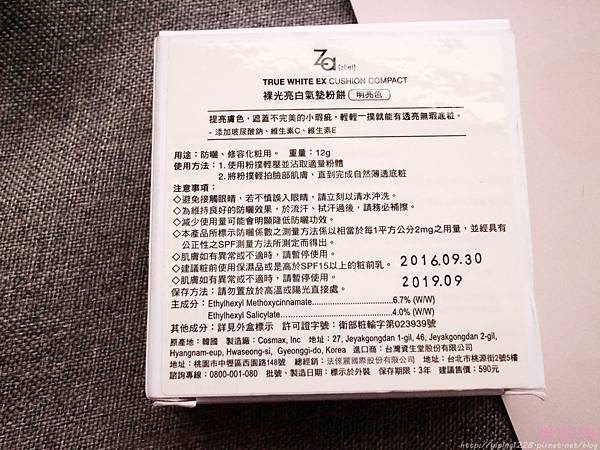 Za [zi:ei]
TRUE WHITE EX CUSHION COMPACT
裸光亮白氣墊粉餅 明亮色
提亮膚色,遮蓋不完美的小瑕疵,輕輕一撲就能有透亮無瑕底粧。
- 添加玻尿酸鈉、維生素C、維生素E
用途:防曬、修容化粧用。 重量:12g
使用方法:1. 使用粉撲輕壓並沾取適量粉體
2. 將粉撲輕拍臉部肌膚,直到完成自然薄透底粧
注意事項:
◇避免接觸眼睛,若不慎誤入眼睛,請立刻以清水沖洗。
◇為維持良好的防曬效果,於流汗、拭汗過後,請務必補擦。
◇減少使用量可能會明顯降低防曬功效。
◇本產品所標示防曬係數之測量方法係以相當於每1平方公分2mg之用量,並經具有
公正性之SPF測量方法所測定而得出。
◇肌膚如有異常或不適時,請暫停使用。
◇建議粧前使用保濕品或是高於SPF15以上的粧前乳。
◇肌膚如有異常或不適時,請暫停使用。
保存方法:請勿置放於高溫或陽光直接處。
2016.09.30
2019.09
主成分:Ethylhexyl Methoxycinnamate....................6.7% (W/W)
Ethylhexyl Salicylate..............................4.0% (W/W)
其他成分:詳見外盒標示 許可證字號:衛部粧輸字第023939號
原產地:韓國 製造廠:Cosmax, Inc 地址:27, Jeyakgongdan 1-gil, 46, Jeyakgongdan 2-gil,
Hyangnam-eup, Hwaseong-si, Gyeonggi-do, Korea 進口商:台灣資生堂股份有限公司
地址:桃園市中壢區西園路148號 總經銷:法徠麗國際股份有限公司 地址:台北市桃源街2號5樓
諮詢專線:0800-001-080 批號、製造日期:標示於外裝 保存期限:3年 建議售價:590元
http://yiping1228.pixnet.net/blog